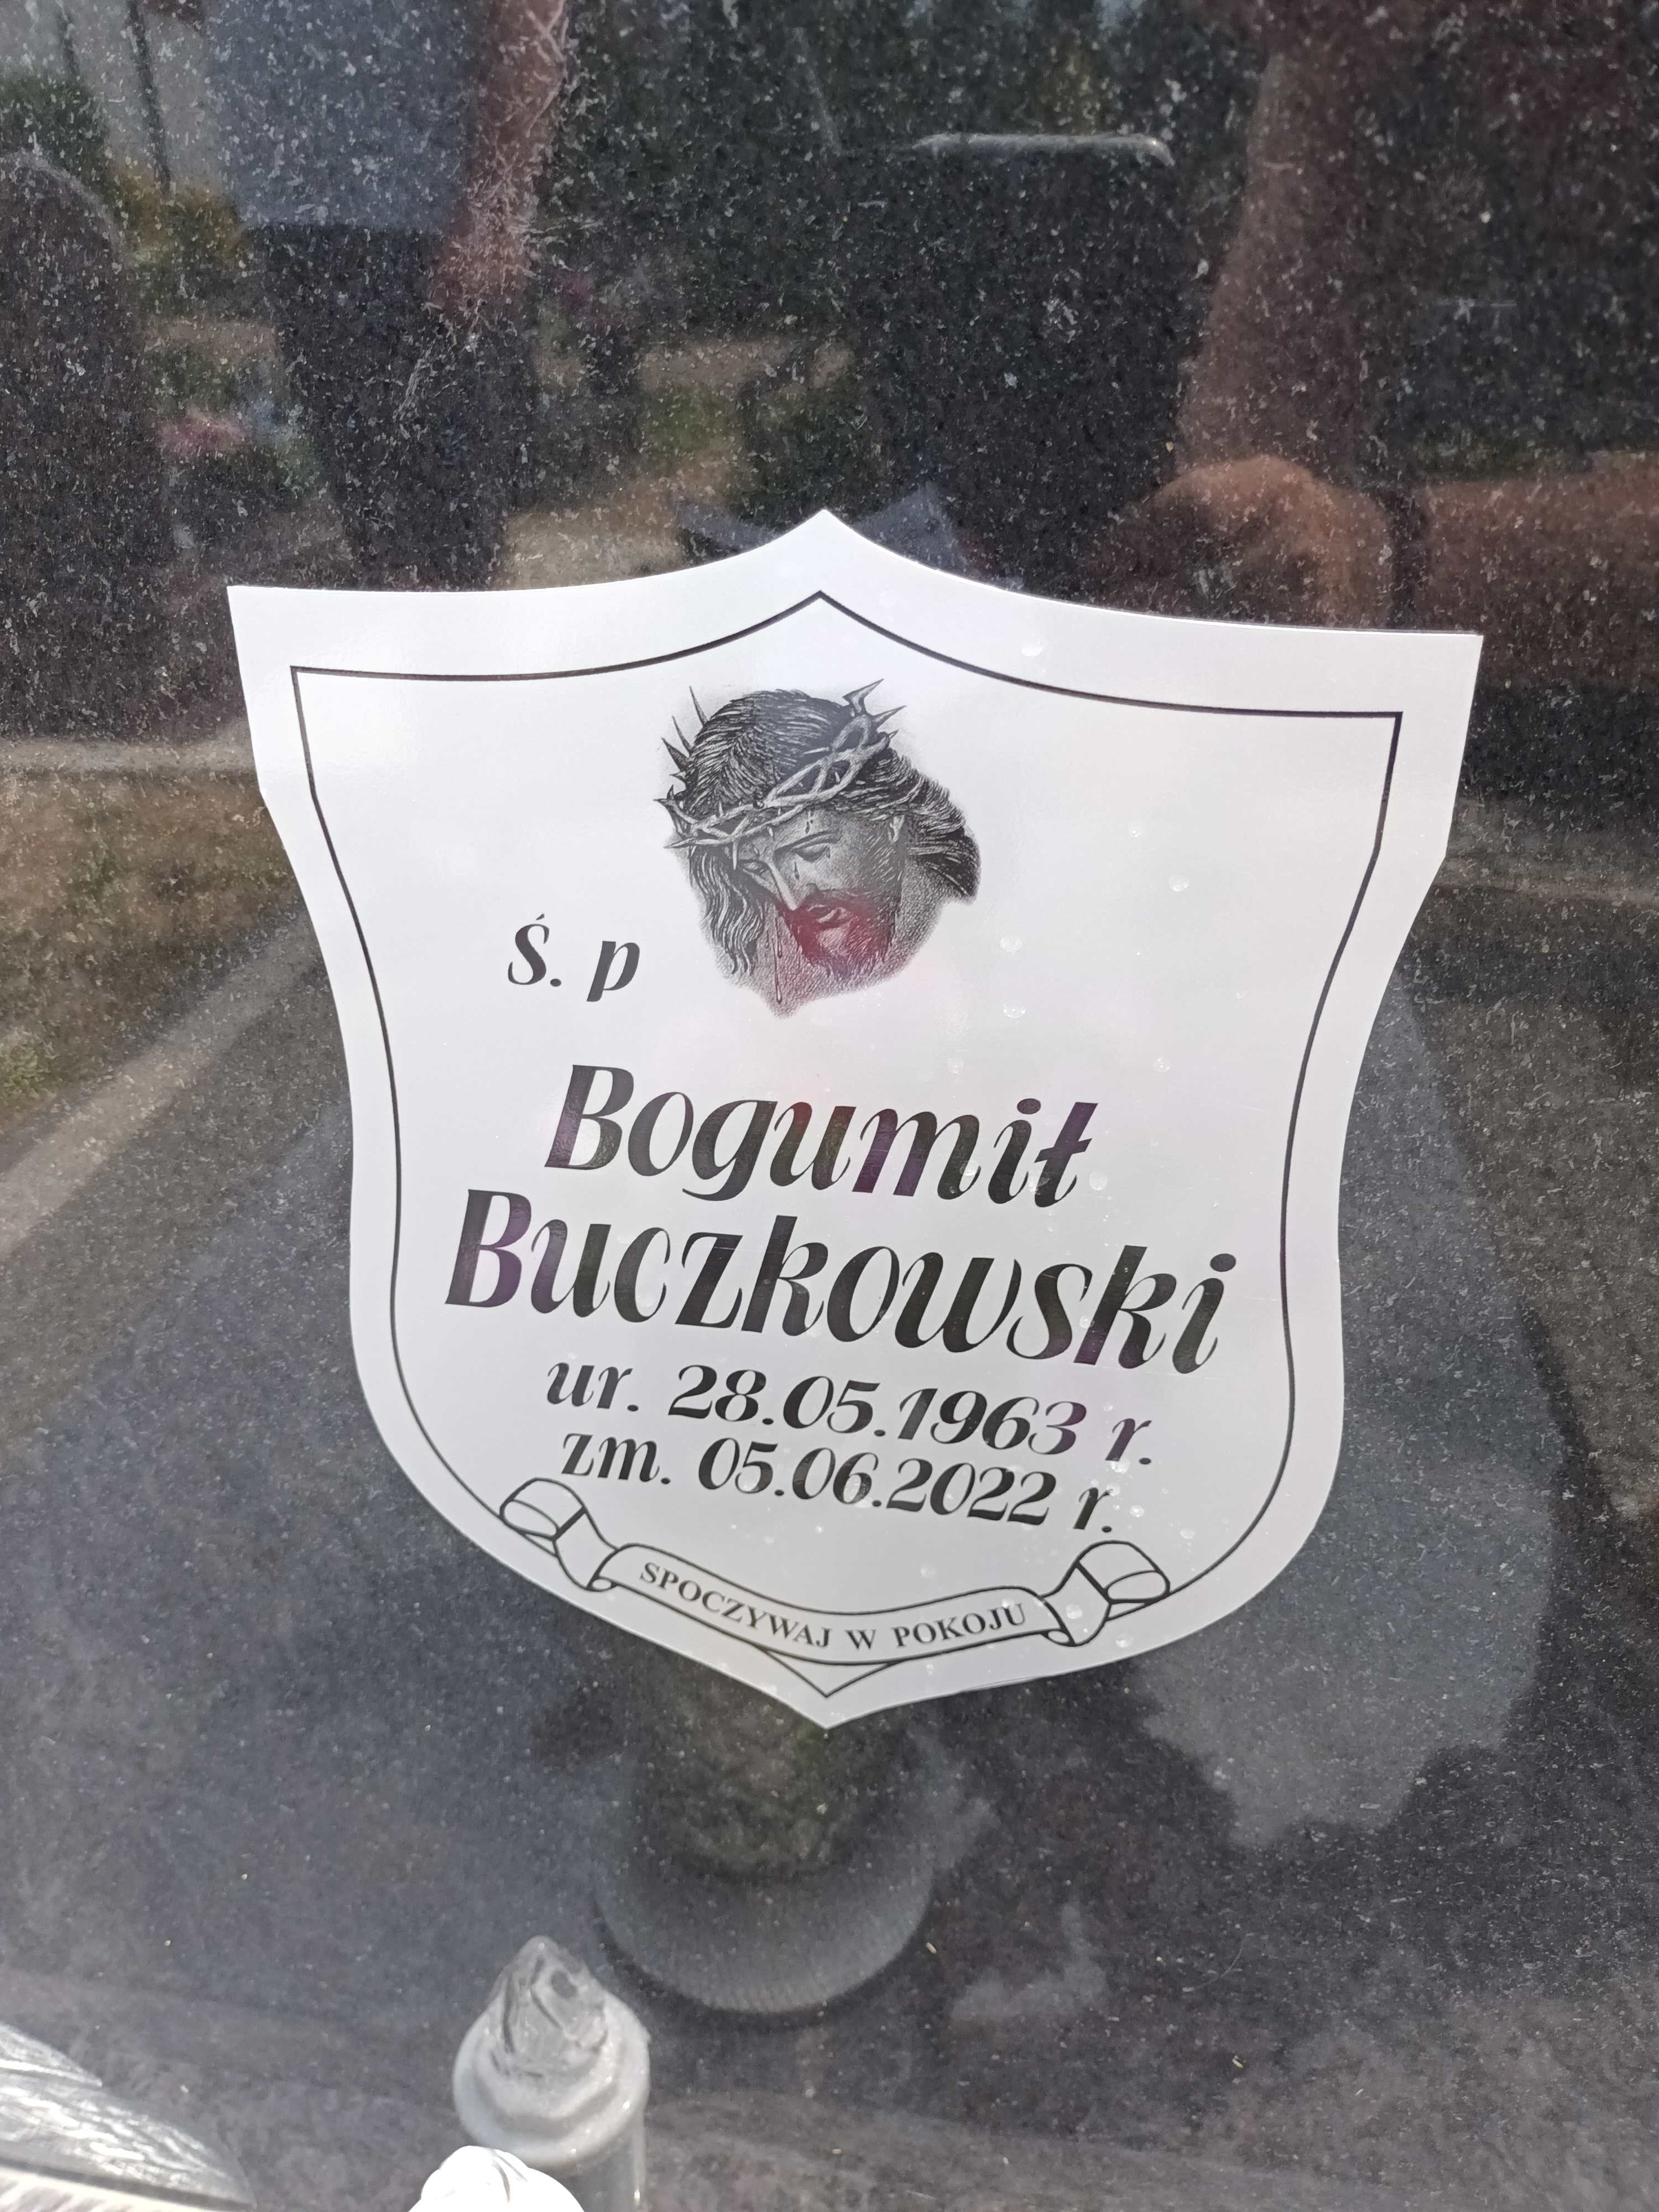 Ś. p
Bogumił
Buczkowski
ur. 28.05.1963 r.
zm. 05.06.2022 r.
SPOCZYWAJ W POKOJU